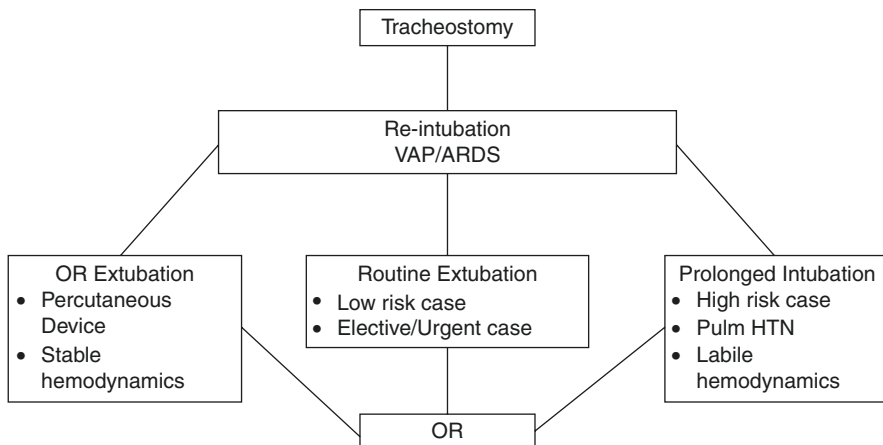 Tracheostomy
Re-intubation
VAP/ARDS
OR Extubation
• Percutaneous
Device
• Stable
hemodynamics
Routine Extubation
• Low risk case
• Elective/Urgent case
Prolonged Intubation
• High risk case
• Pulm HTN
• Labile
hemodynamics
OR